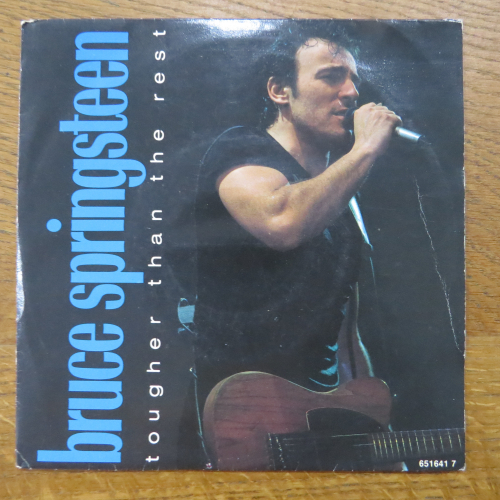 bruce springsteen
tougher than the rest
651641 7